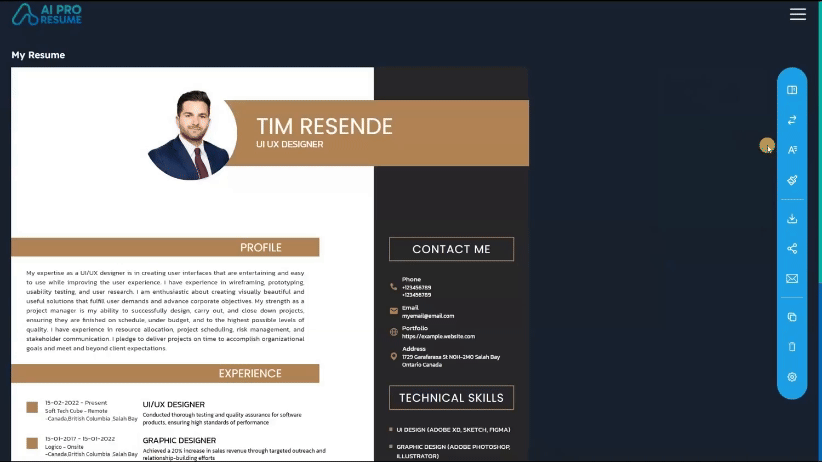 AI PRO
RESUME
My Resume
TIM RESENDE
UI UX DESIGNER
PROFILE
My expertise as a UI/UX designer is in creating user interfaces that are entertaining and easy
to use while improving the user experience. I have experience in wireframing, prototyping,
usability testing, and user research. I am enthusiastic about creating visually beautiful and
useful solutions that fulfill user demands and advance corporate objectives. My strength as a
project manager is my ability to successfully design, carry out, and close down projects,
ensuring they are finished on schedule, under budget, and to the highest possible levels of
quality. I have experience in resource allocation, project scheduling, risk management, and
stakeholder communication. I pledge to deliver projects on time to accomplish organizational
goals and meet and beyond client expectations.
EXPERIENCE
15-02-2022 - Present
Soft Tech Cube - Remote
-Canada,British Columbia ,Salah Bay
UI/UX DESIGNER
Conducted thorough testing and quality assurance for software
products, ensuring high standards of performance
15-01-2017 - 15-01-2022
Logico - Onsite
-Canada,British Columbia ,Salah Bay
GRAPHIC DESIGNER
Achieved a 20% increase in sales revenue through targeted outreach and
relationship-building efforts
CONTACT ME
Phone
+123456789
+123456789
Email
myemail@email.com
Portfolio
https://example.website.com
Address
Salah Bay
Ontario Canada
TECHNICAL SKILLS
UI DESIGN (ADOBE XD, SKETCH, FIGMA)
GRAPHIC DESIGN (ADOBE PHOTOSHOP,
ILLUSTRATOR)